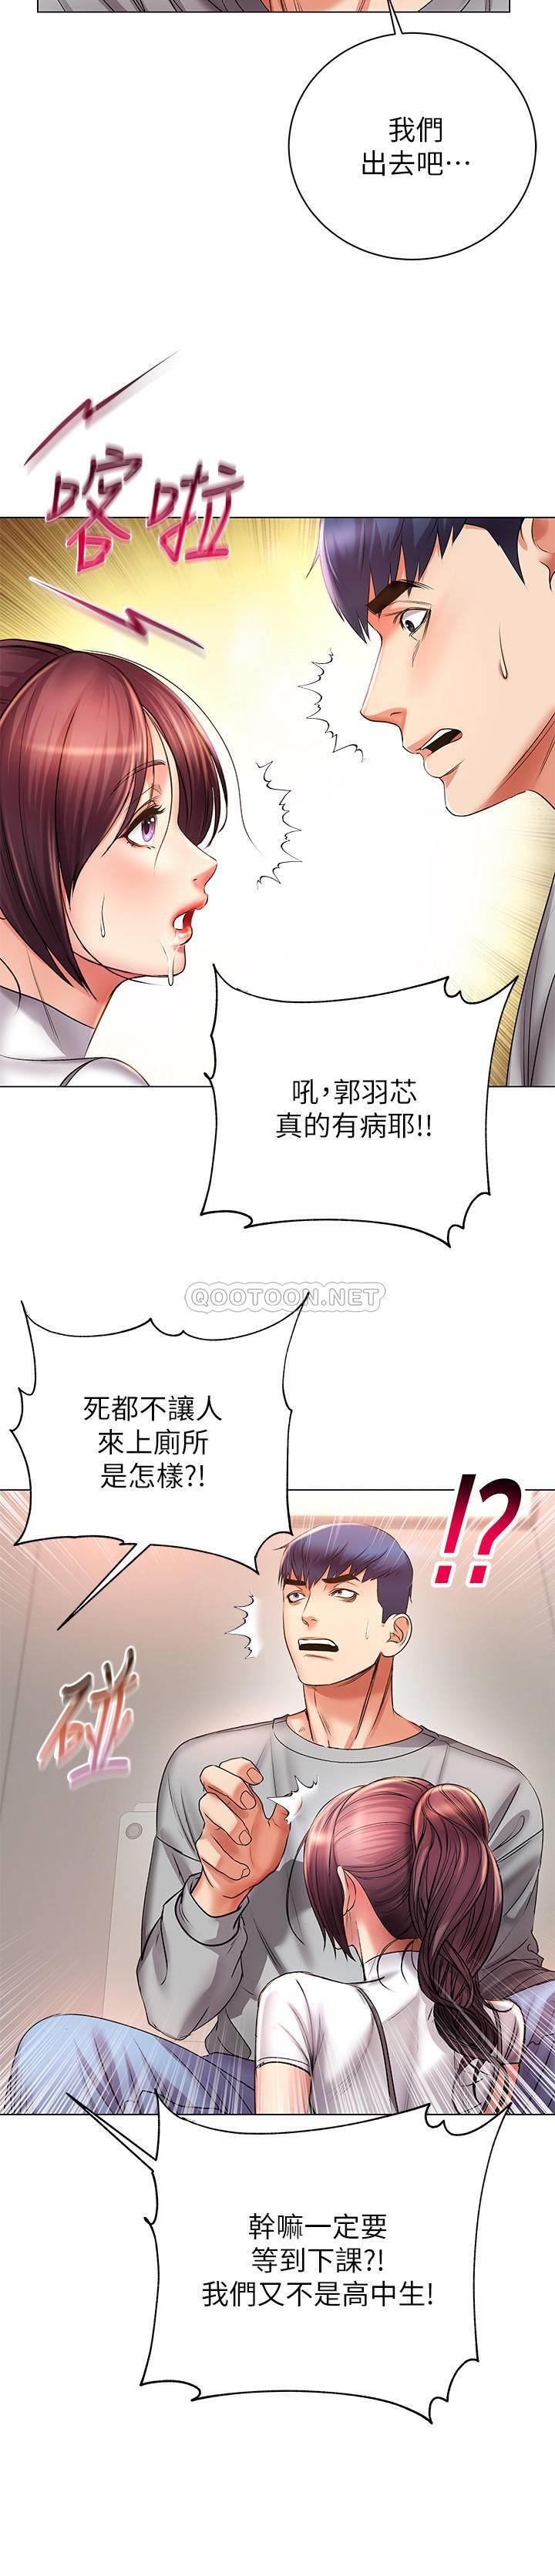 我們
出去吧…
喀啦
吼,郭羽芯
真的有病耶!!
QOOTOON.NET
死都不讓人
來上廁所
是怎樣?!
!?
碰
幹嘛一定要
等到下課?!
我們又不是高中生!